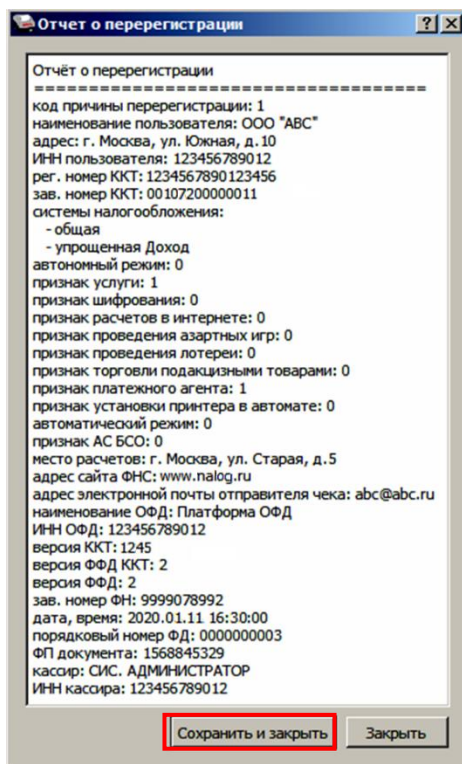 Отчет о перерегистрации
Отчёт о перерегистрации
====================================
код причины перерегистрации: 1
наименование пользователя: ООО "АВС"
адрес: г. Москва, ул. Южная, д.10
ИНН пользователя: 123456789012
рег. номер ККТ: 1234567890123456
зав. номер ККТ: 00107200000011
системы налогообложения:
- общая
- упрощенная Доход
автономный режим: 0
признак услуги: 1
признак шифрования: 0
признак расчетов в интернете: 0
признак проведения азартных игр: 0
признак проведения лотереи: 0
признак торговли подакцизными товарами: 0
признак платежного агента: 1
признак установки принтера в автомате: 0
автоматический режим: 0
признак АС БСО: 0
место расчетов: г. Москва, ул. Старая, д.5
адрес сайта ФНС: www.nalog.ru
адрес электронной почты отправителя чека: abc@abc.ru
наименование ОФД: Платформа ОФД
ИНН ОФД: 123456789012
версия ККТ: 1245
версия ФФД ККТ: 2
версия ФФД: 2
зав. номер ФН: 9999078992
дата, время: 2020.01.11 16:30:00
порядковый номер ФД: 0000000003
ФП документа: 1568845329
кассир: СИС. АДМИНИСТРАТОР
ИНН кассира: 123456789012
Сохранить и закрыть Закрыть